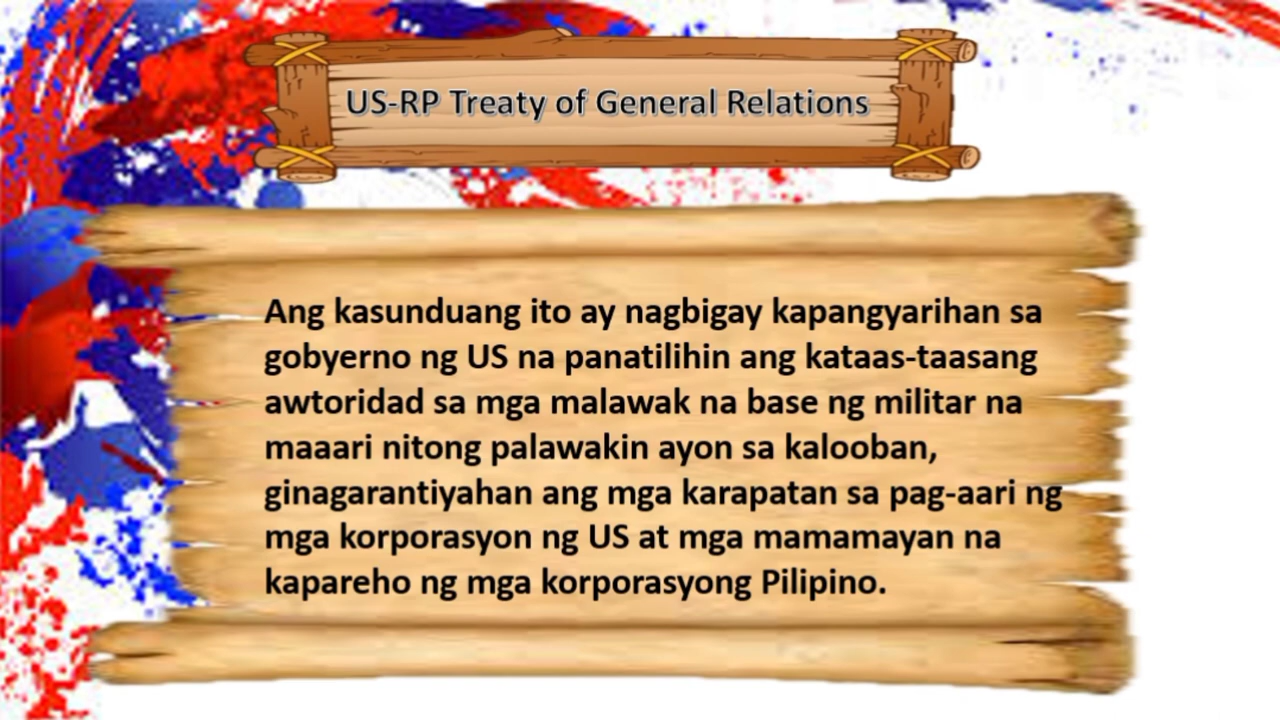 US-RP Treaty of General Relations
Ang kasunduang ito ay nagbigay kapangyarihan sa
gobyerno ng US na panatilihin ang kataas-taasang
awtoridad sa mga malawak na base ng militar na
maaari nitong palawakin ayon sa kalooban,
ginagarantiyahan ang mga karapatan sa pag-aari ng
mga korporasyon ng US at mga mamamayan na
kapareho ng mga korporasyong Pilipino.